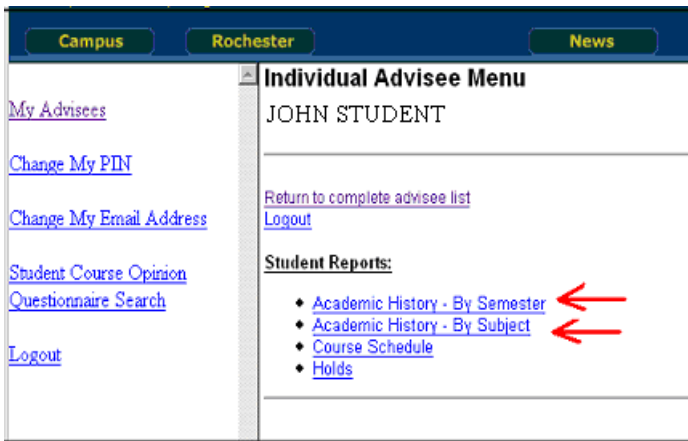 Campus Rochester News
My Advisees
Change My PIN
Change My Email Address
Student Course Opinion
Questionnaire Search
Logout
Individual Advisee Menu
JOHN STUDENT
Return to complete advisee list
Logout
Student Reports:
Academic History - By Semester
Academic History - By Subject
Course Schedule
Holds